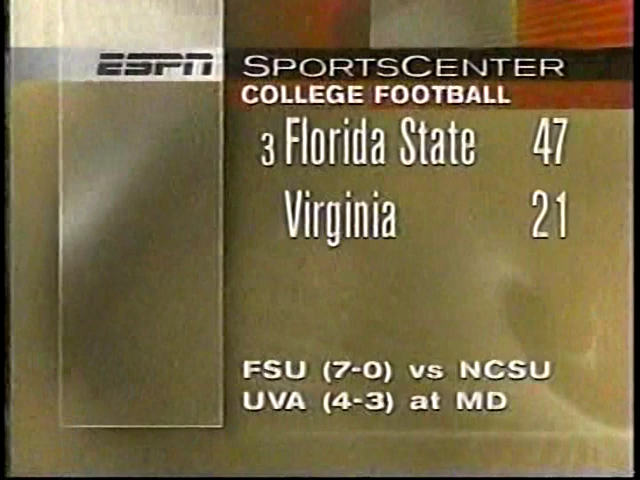 ESPN SPORTSCENTER
COLLEGE FOOTBALL
3 Florida State 47
Virginia 21
FSU (7-0) vs NCSU
UVA (4-3) at MD